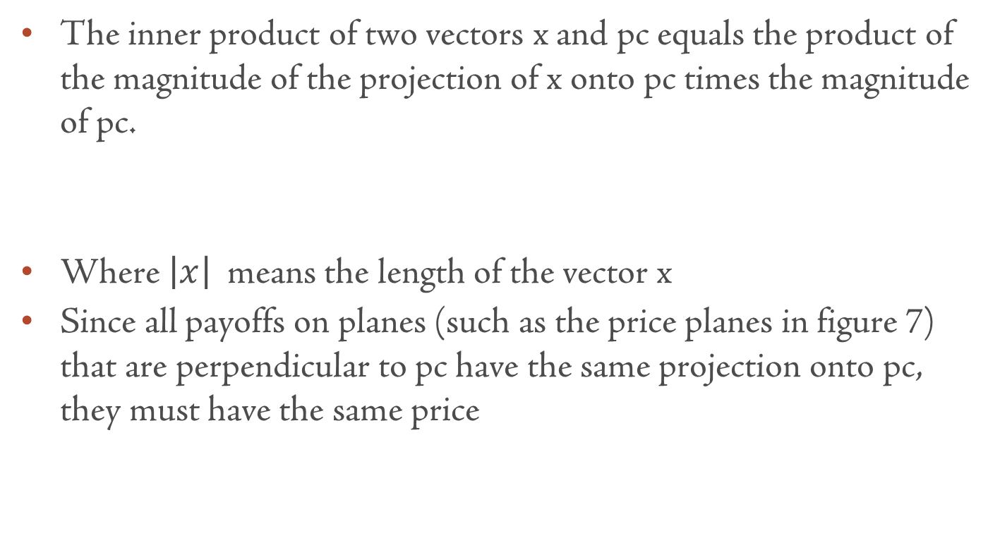 • The inner product of two vectors x and pc equals the product of
the magnitude of the projection of x onto pc times the magnitude
of pc.
• Where |x| means the length of the vector x
• Since all payoffs on planes (such as the price planes in figure 7)
that are perpendicular to pc have the same projection onto pc,
they must have the same price